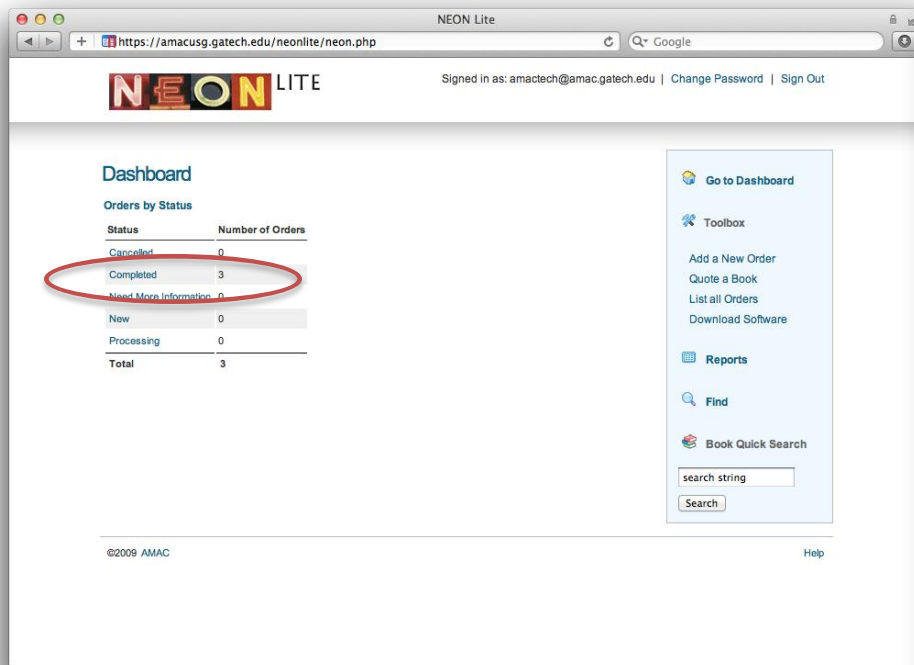 NEON Lite
https://amacusg.gatech.edu/neonlite/neon.php
Google
NEON LITE
Signed in as: amactech@amac.gatech.edu | Change Password | Sign Out
Dashboard
Orders by Status
Status Number of Orders
Cancelled 0
Completed 3
Need More Information 0
New 0
Processing 0
Total 3
Go to Dashboard
Toolbox
Add a New Order
Quote a Book
List all Orders
Download Software
Reports
Find
Book Quick Search
search string
Search
©2009 AMAC
Help